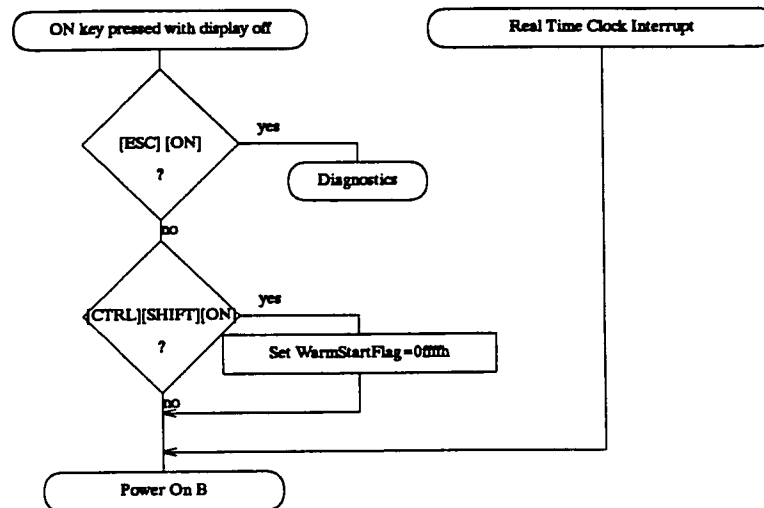 ON key pressed with display off
Real Time Clock Interrupt
[ESC] [ON]
?
yes
Diagnostics
no
[CTRL][SHIFT][ON]
?
yes
Set WarmStartFlag=0ffffh
no
Power On B